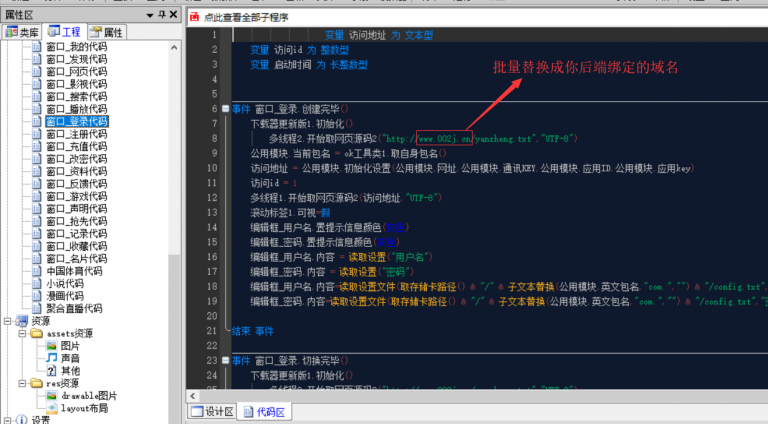 属性区
点此查看全部子程序
类库 工程 属性
窗口_我的代码
窗口_发现代码
窗口_网页代码
窗口_影视代码
窗口_搜索代码
窗口_播放代码
窗口_登录代码
窗口_注册代码
窗口_充值代码
窗口_改密代码
窗口_资料代码
窗口_反馈代码
窗口_游戏代码
窗口_声明代码
窗口_抢先代码
窗口_记录代码
窗口_收藏代码
窗口_名片代码
中国体育代码
小说代码
漫画代码
聚合直播代码
资源
assets资源
图片
声音
其他
res资源
drawable图片
layout布局
设置
1 变量 访问地址 为 文本型
2 变量 访问id 为 整数型
3 变量 启动时间 为 长整数型
4
5
批量替换成你后端绑定的域名
6 事件 窗口_登录.创建完毕()
7 下载器更新版1.初始化()
8 多线程2.开始取网页源码2("http://www.002j.cn/yanzheng.txt","UTF-8")
9 公用模块.当前包名 = ok工具类1.取自身包名()
10 访问地址 = 公用模块.初始化设置(公用模块.网址,公用模块.通讯KEY,公用模块.应用ID,公用模块.应用key)
11 访问id = 1
12 多线程1.开始取网页源码2(访问地址,"UTF-8")
13 滚动标签1.可视=假
14 编辑框_用户名.置提示信息颜色(
15 编辑框_密码.置提示信息颜色(
16 编辑框_用户名.内容 = 读取设置("用户名")
17 编辑框_密码.内容 = 读取设置("密码")
18 编辑框_用户名.内容=读取设置文件(取存储卡路径() & "/" & 子文本替换(公用模块.英文包名,"com.","") & "/config.txt",
19 编辑框_密码.内容=读取设置文件(取存储卡路径() & "/" & 子文本替换(公用模块.英文包名,"com.","") & "/config.txt",
20
21 结束 事件
22
23 事件 窗口_登录.切换完毕()
24 下载器更新版1.初始化()
设计区 代码区